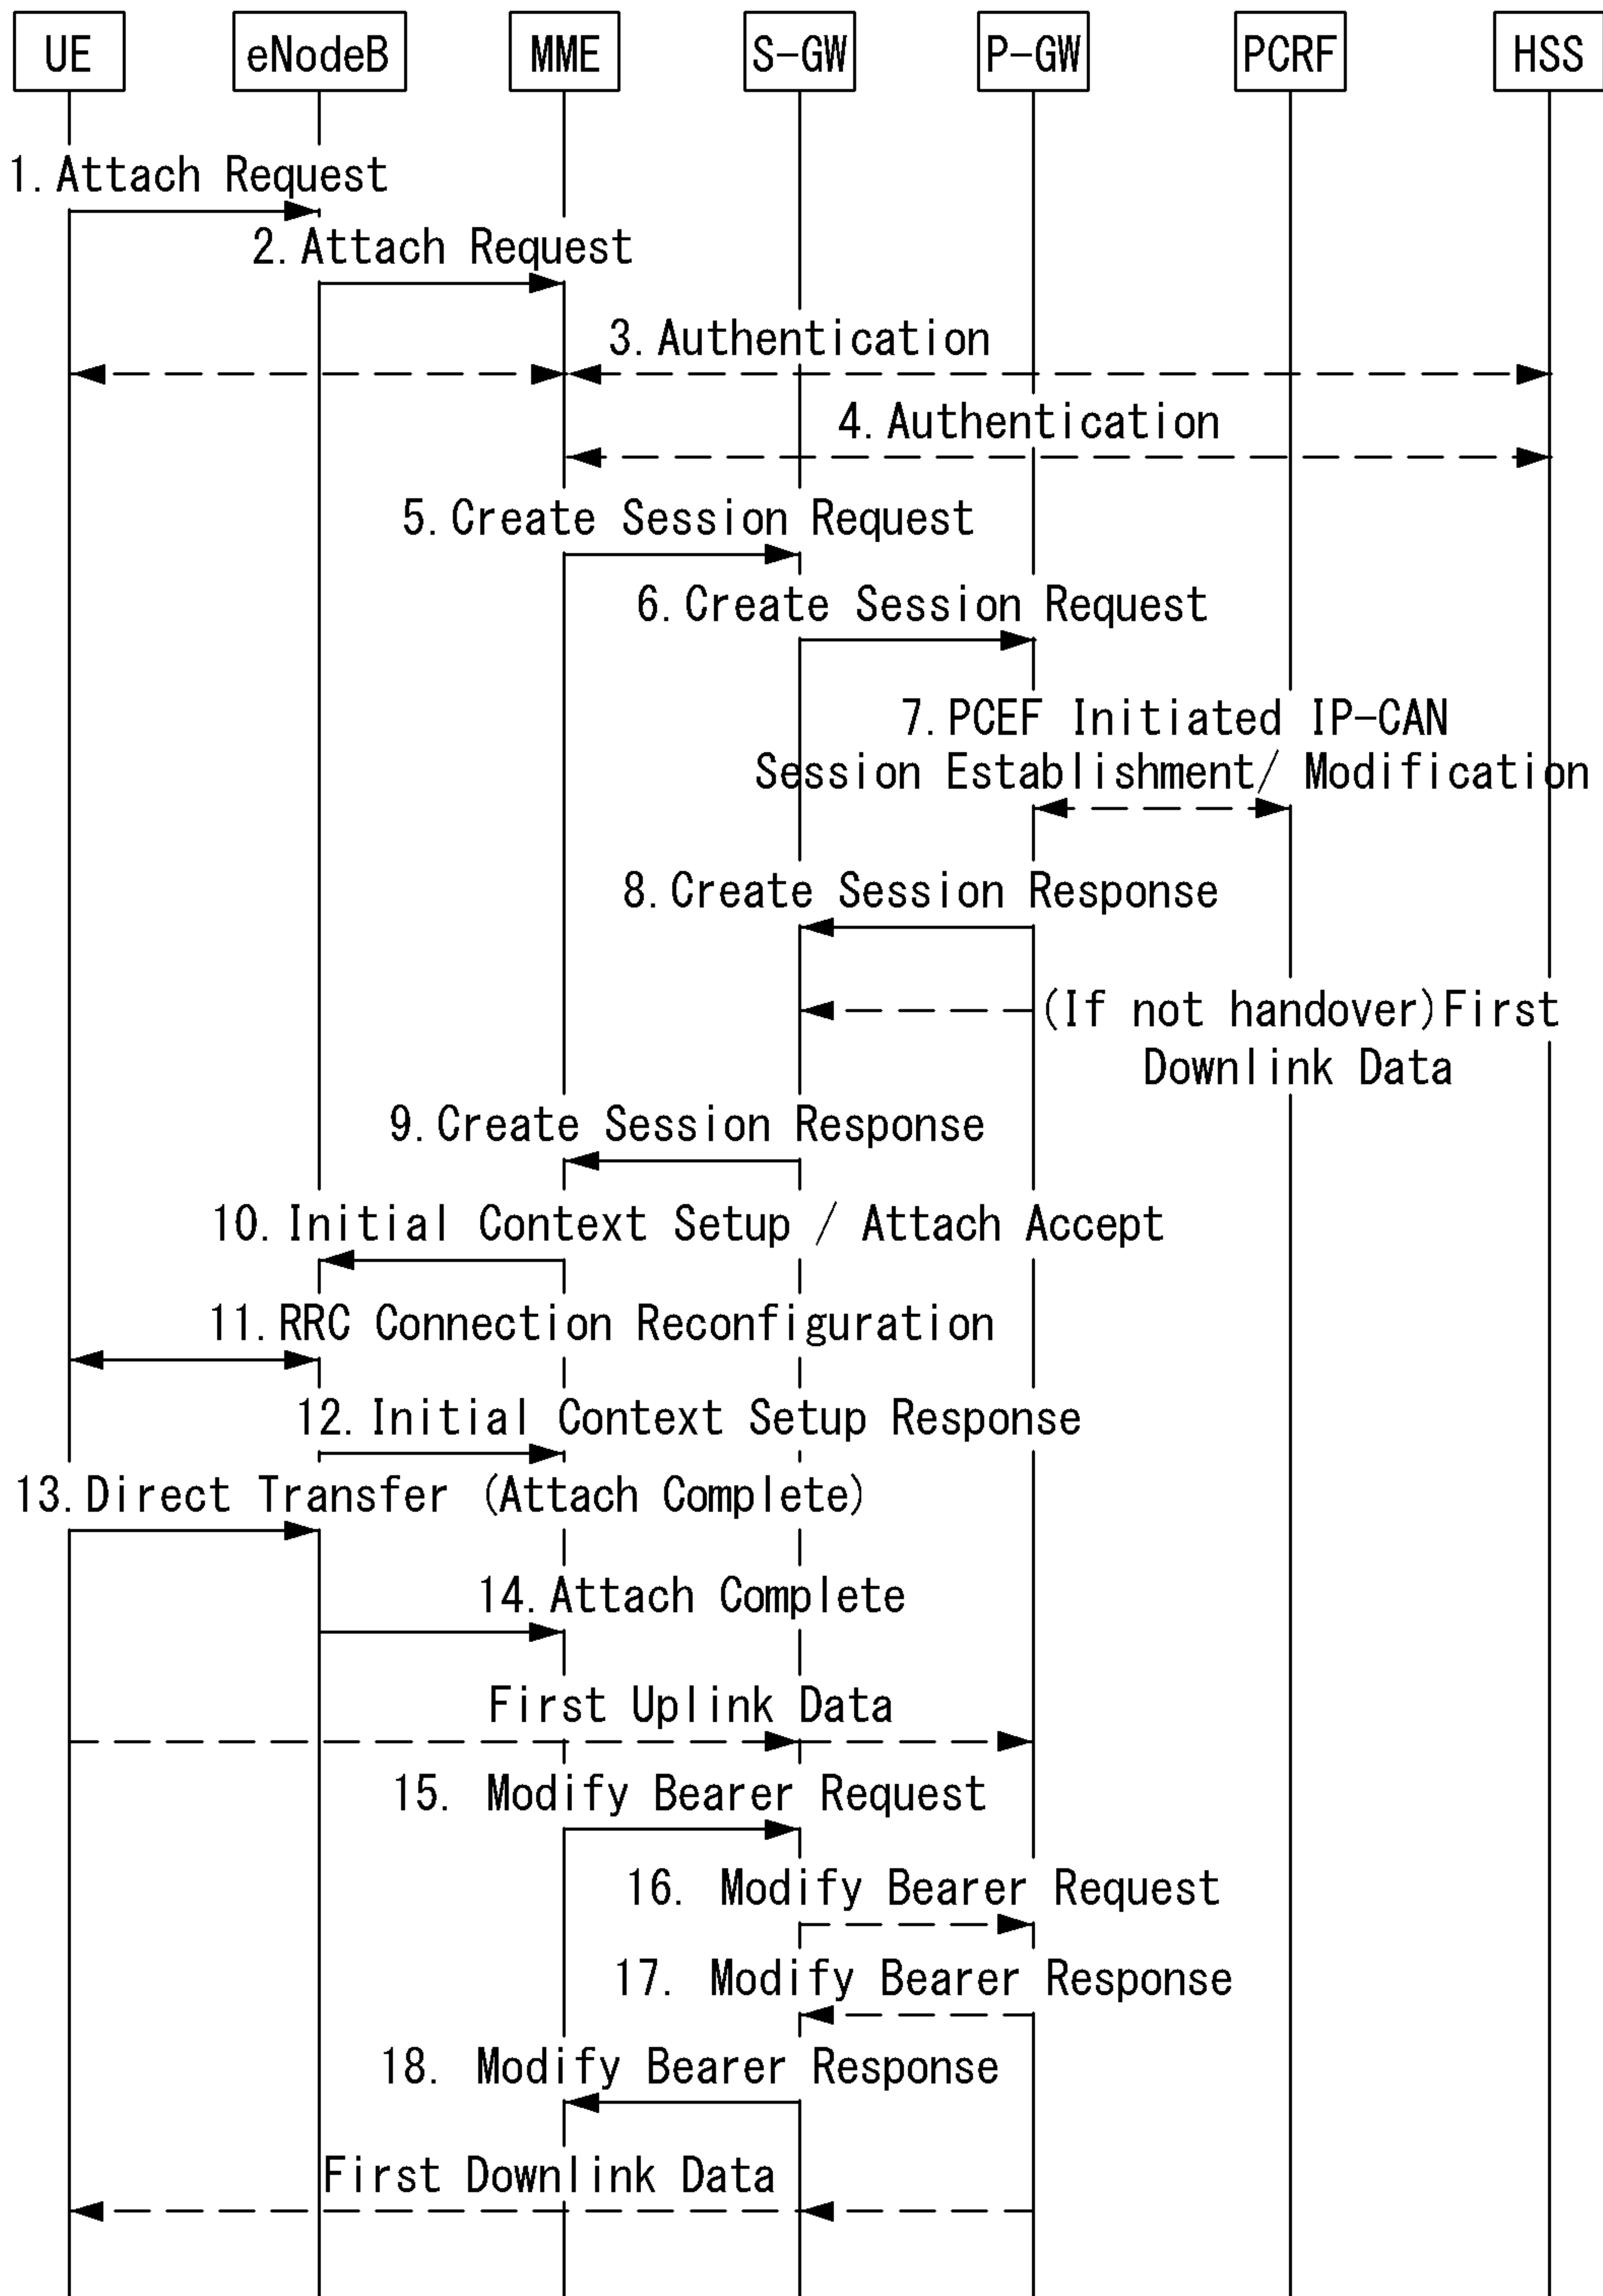 UE eNodeB MME S-GW P-GW PCRF HSS
1.Attach Request
2.Attach Request
3.Authentication
4.Authentication
5.Create Session Request
6.Create Session Request
7.PCEF Initiated IP-CAN
Session Establishment/ Modification
8.Create Session Response
(If not handover)First
Downlink Data
9.Create Session Response
10.Initial Context Setup / Attach Accept
11.RRC Connection Reconfiguration
12.Initial Context Setup Response
13.Direct Transfer (Attach Complete)
14.Attach Complete
First Uplink Data
15. Modify Bearer Request
16. Modify Bearer Request
17. Modify Bearer Response
18. Modify Bearer Response
First Downlink Data